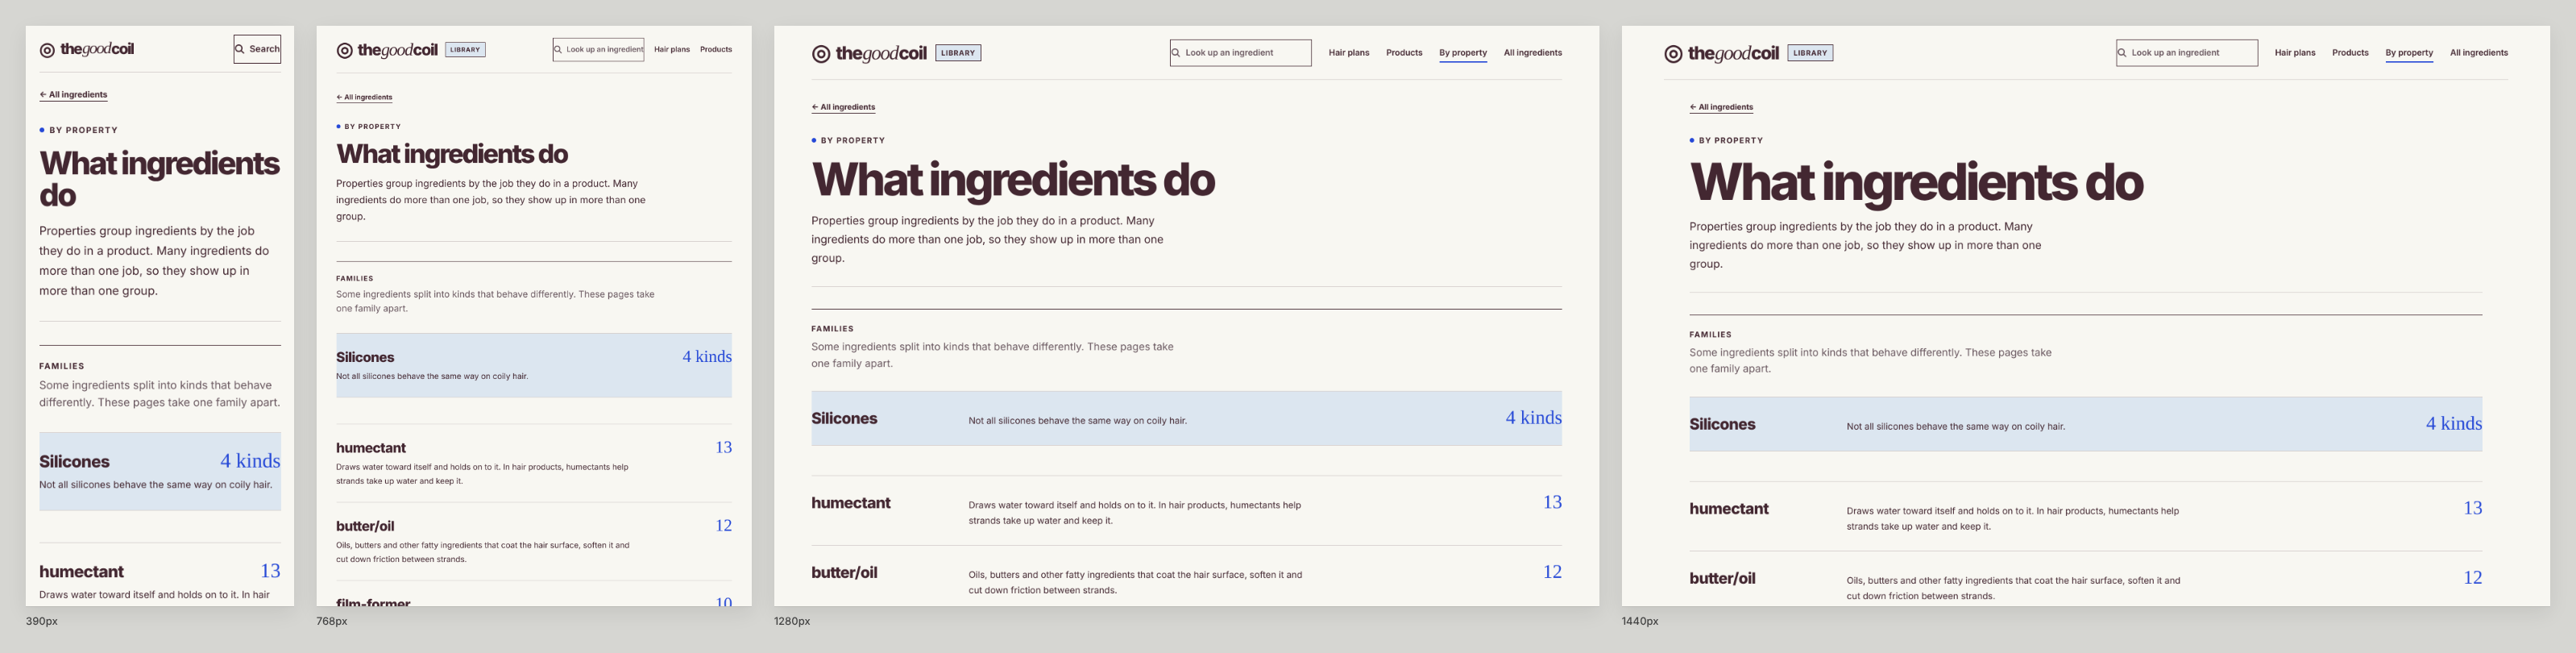 thegoodcoil
Search
← All ingredients
BY PROPERTY
What ingredients
do
Properties group ingredients by the job
they do in a product. Many ingredients do
more than one job, so they show up in
more than one group.
FAMILIES
Some ingredients split into kinds that behave
differently. These pages take one family apart.
Silicones
4 kinds
Not all silicones behave the same way on coily hair.
humectant
13
Draws water toward itself and holds on to it. In hair
390px
thegoodcoil
LIBRARY
Look up an ingredient
Hair plans
Products
← All ingredients
BY PROPERTY
What ingredients do
Properties group ingredients by the job they do in a product. Many
ingredients do more than one job, so they show up in more than one
group.
FAMILIES
Some ingredients split into kinds that behave differently. These pages take
one family apart.
Silicones
4 kinds
Not all silicones behave the same way on coily hair.
humectant
13
Draws water toward itself and holds on to it. In hair products, humectants help
strands take up water and keep it.
butter/oil
12
Oils, butters and other fatty ingredients that coat the hair surface, soften it and
cut down friction between strands.
film-former
10
768px
thegoodcoil
LIBRARY
Look up an ingredient
Hair plans
Products
By property
All ingredients
← All ingredients
BY PROPERTY
What ingredients do
Properties group ingredients by the job they do in a product. Many
ingredients do more than one job, so they show up in more than one
group.
FAMILIES
Some ingredients split into kinds that behave differently. These pages take
one family apart.
Silicones
Not all silicones behave the same way on coily hair.
4 kinds
humectant
Draws water toward itself and holds on to it. In hair products, humectants help
strands take up water and keep it.
13
butter/oil
Oils, butters and other fatty ingredients that coat the hair surface, soften it and
cut down friction between strands.
12
1280px
thegoodcoil
LIBRARY
Look up an ingredient
Hair plans
Products
By property
All ingredients
← All ingredients
BY PROPERTY
What ingredients do
Properties group ingredients by the job they do in a product. Many
ingredients do more than one job, so they show up in more than one
group.
FAMILIES
Some ingredients split into kinds that behave differently. These pages take
one family apart.
Silicones
Not all silicones behave the same way on coily hair.
4 kinds
humectant
Draws water toward itself and holds on to it. In hair products, humectants help
strands take up water and keep it.
13
butter/oil
Oils, butters and other fatty ingredients that coat the hair surface, soften it and
cut down friction between strands.
12
1440px